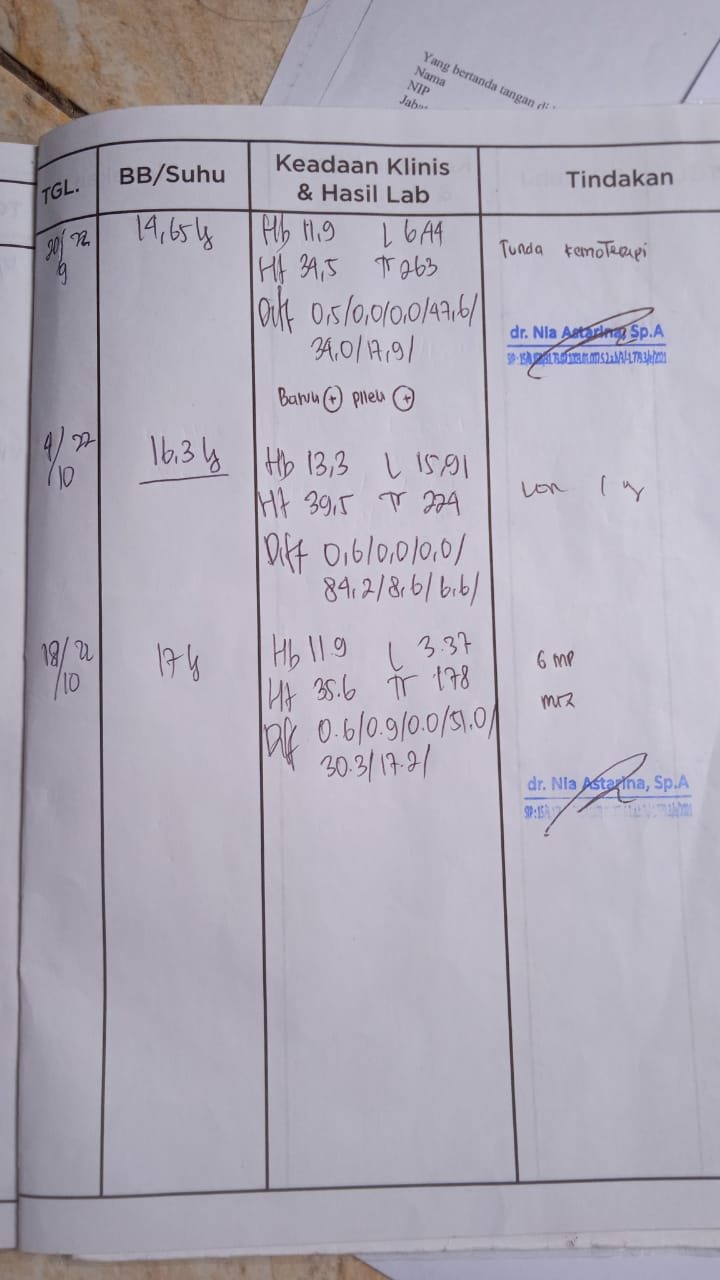 Yang bertanda tangan di
Nama
NIP
TGL.
BB/Suhu
Keadaan Klinis
& Hasil Lab
Tindakan
20/22
9
14,65 kg
Hb 11,9 L 6,44
Ht 34,5 Tr 263
Diff 0,5/0,0/0,0/47,6/
34,0/17,9/
Batuk (+) pilek (+)
Tunda kemoterapi
dr. Nia Astarina, Sp.A
4/22
10
16,3 kg
Hb 13,3 L 15,91
Ht 39,5 Tr 224
Diff 0,6/0,0/0,0/
84,2/8,6/6,6/
18/22
10
17 kg
Hb 11.9 L 3.37
Ht 35.6 Tr 178
Diff 0.6/0.9/0.0/51.0/
30.3/17.2/
6 MP
dr. Nia Astarina, Sp.A